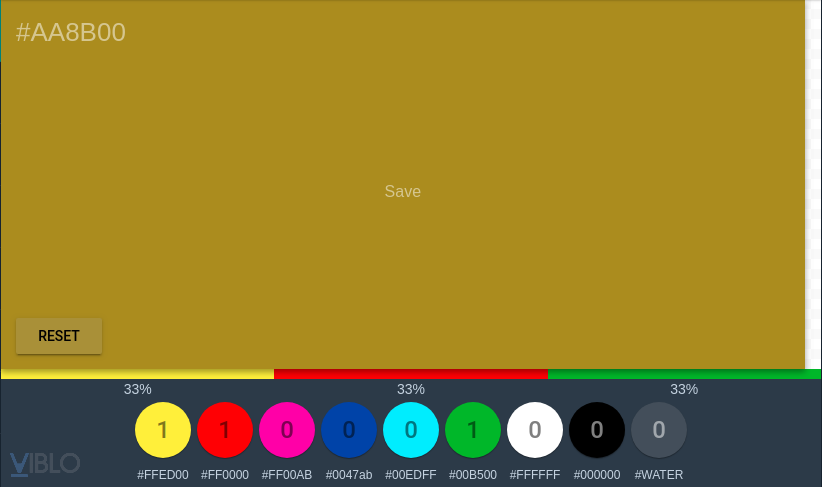 #AA8B00
Save
RESET
33% 33% 33%
1 1 0 0 0 1 0 0 0
#FFED00 #FF0000 #FF00AB #0047ab #00EDFF #00B500 #FFFFFF #000000 #WATER
VIBLO